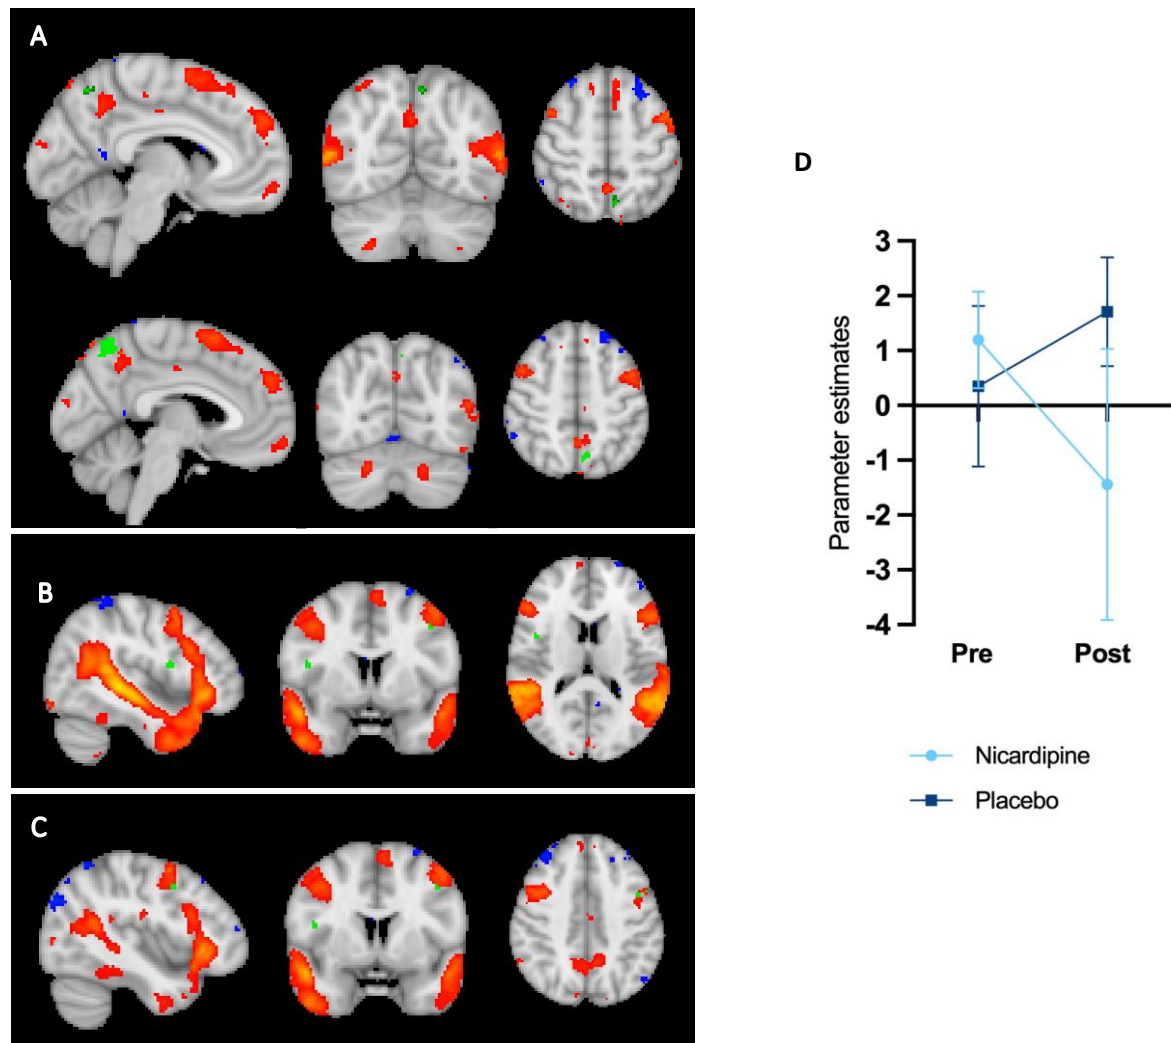 A
B
C
D
Parameter estimates
3
2
1
0
-1
-2
-3
-4
Pre Post
Nicardipine
Placebo